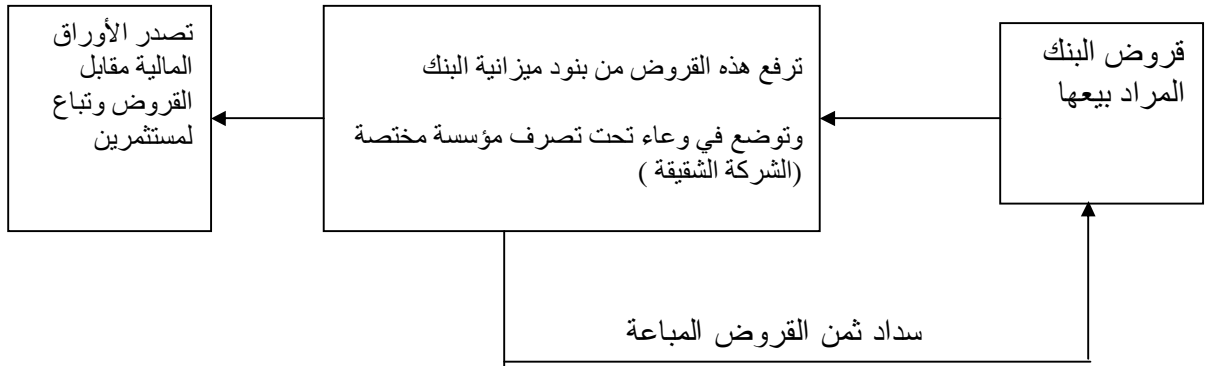 قروض البنك
المراد بيعها
ترفع هذه القروض من بنود ميزانية البنك
وتوضع في وعاء تحت تصرف مؤسسة مختصة
(الشركة الشقيقة )
تصدر الأوراق
المالية مقابل
القروض وتباع
لمستثمرين
سداد ثمن القروض المباعة